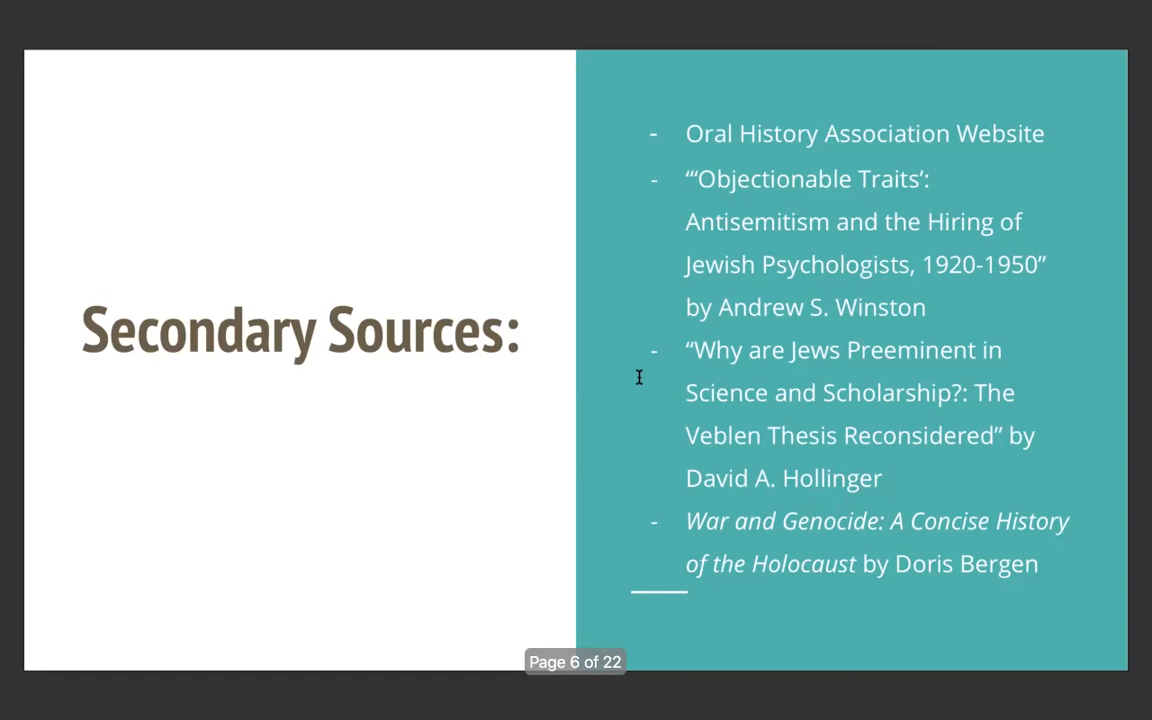 Secondary Sources:
- Oral History Association Website
- “‘Objectionable Traits’:
Antisemitism and the Hiring of
Jewish Psychologists, 1920-1950”
by Andrew S. Winston
- “Why are Jews Preeminent in
Science and Scholarship?: The
Veblen Thesis Reconsidered” by
David A. Hollinger
- War and Genocide: A Concise History
of the Holocaust by Doris Bergen
Page 6 of 22